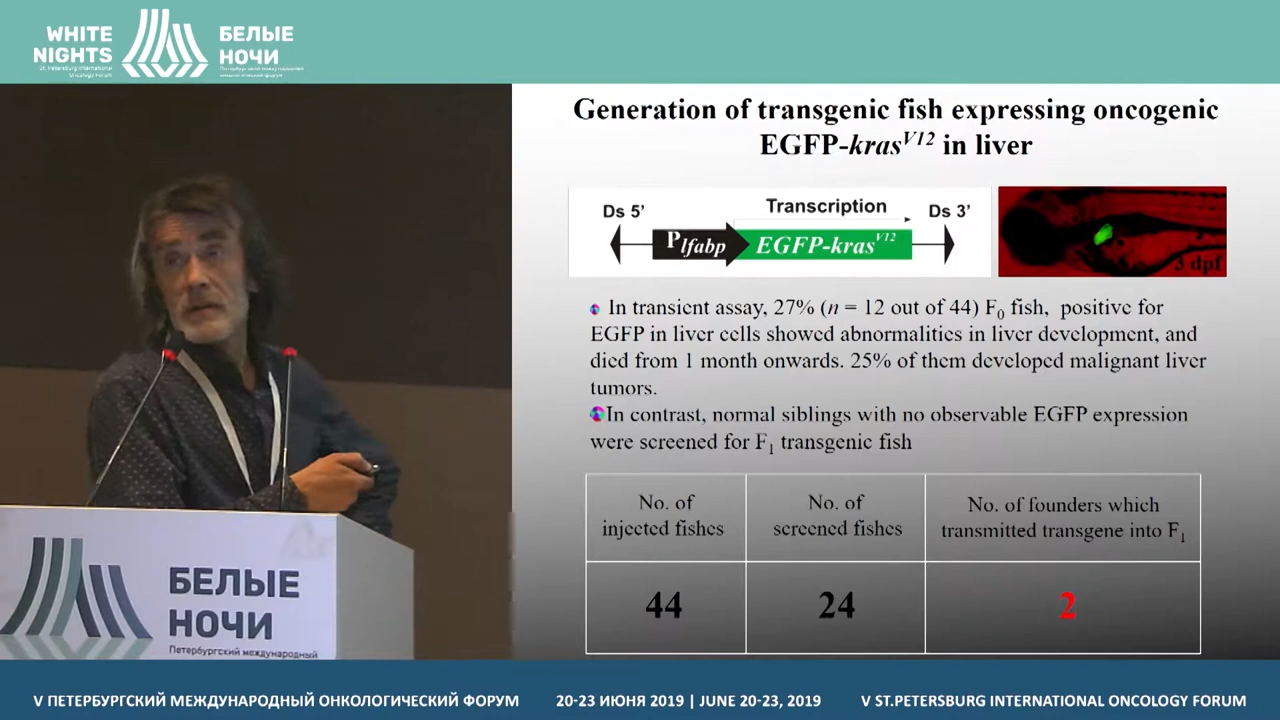 WHITE
NIGHTS
St. Petersburg International
Oncology Forum
БЕЛЫЕ
НОЧИ
Петербургский международный
онкологический форум
Generation of transgenic fish expressing oncogenic
EGFP-kras^V12 in liver
Ds 5’
Transcription
Ds 3’
P_lfabp
EGFP-kras^V12
3 dpf
In transient assay, 27% (n = 12 out of 44) F₀ fish, positive for
EGFP in liver cells showed abnormalities in liver development, and
died from 1 month onwards. 25% of them developed malignant liver
tumors.
In contrast, normal siblings with no observable EGFP expression
were screened for F₁ transgenic fish
No. of
injected fishes
No. of
screened fishes
No. of founders which
transmitted transgene into F₁
44
24
2
БЕЛЫЕ
НОЧИ
Петербургский международный
V ПЕТЕРБУРГСКИЙ МЕЖДУНАРОДНЫЙ ОНКОЛОГИЧЕСКИЙ ФОРУМ
20-23 ИЮНЯ 2019 | JUNE 20-23, 2019
V ST.PETERSBURG INTERNATIONAL ONCOLOGY FORUM